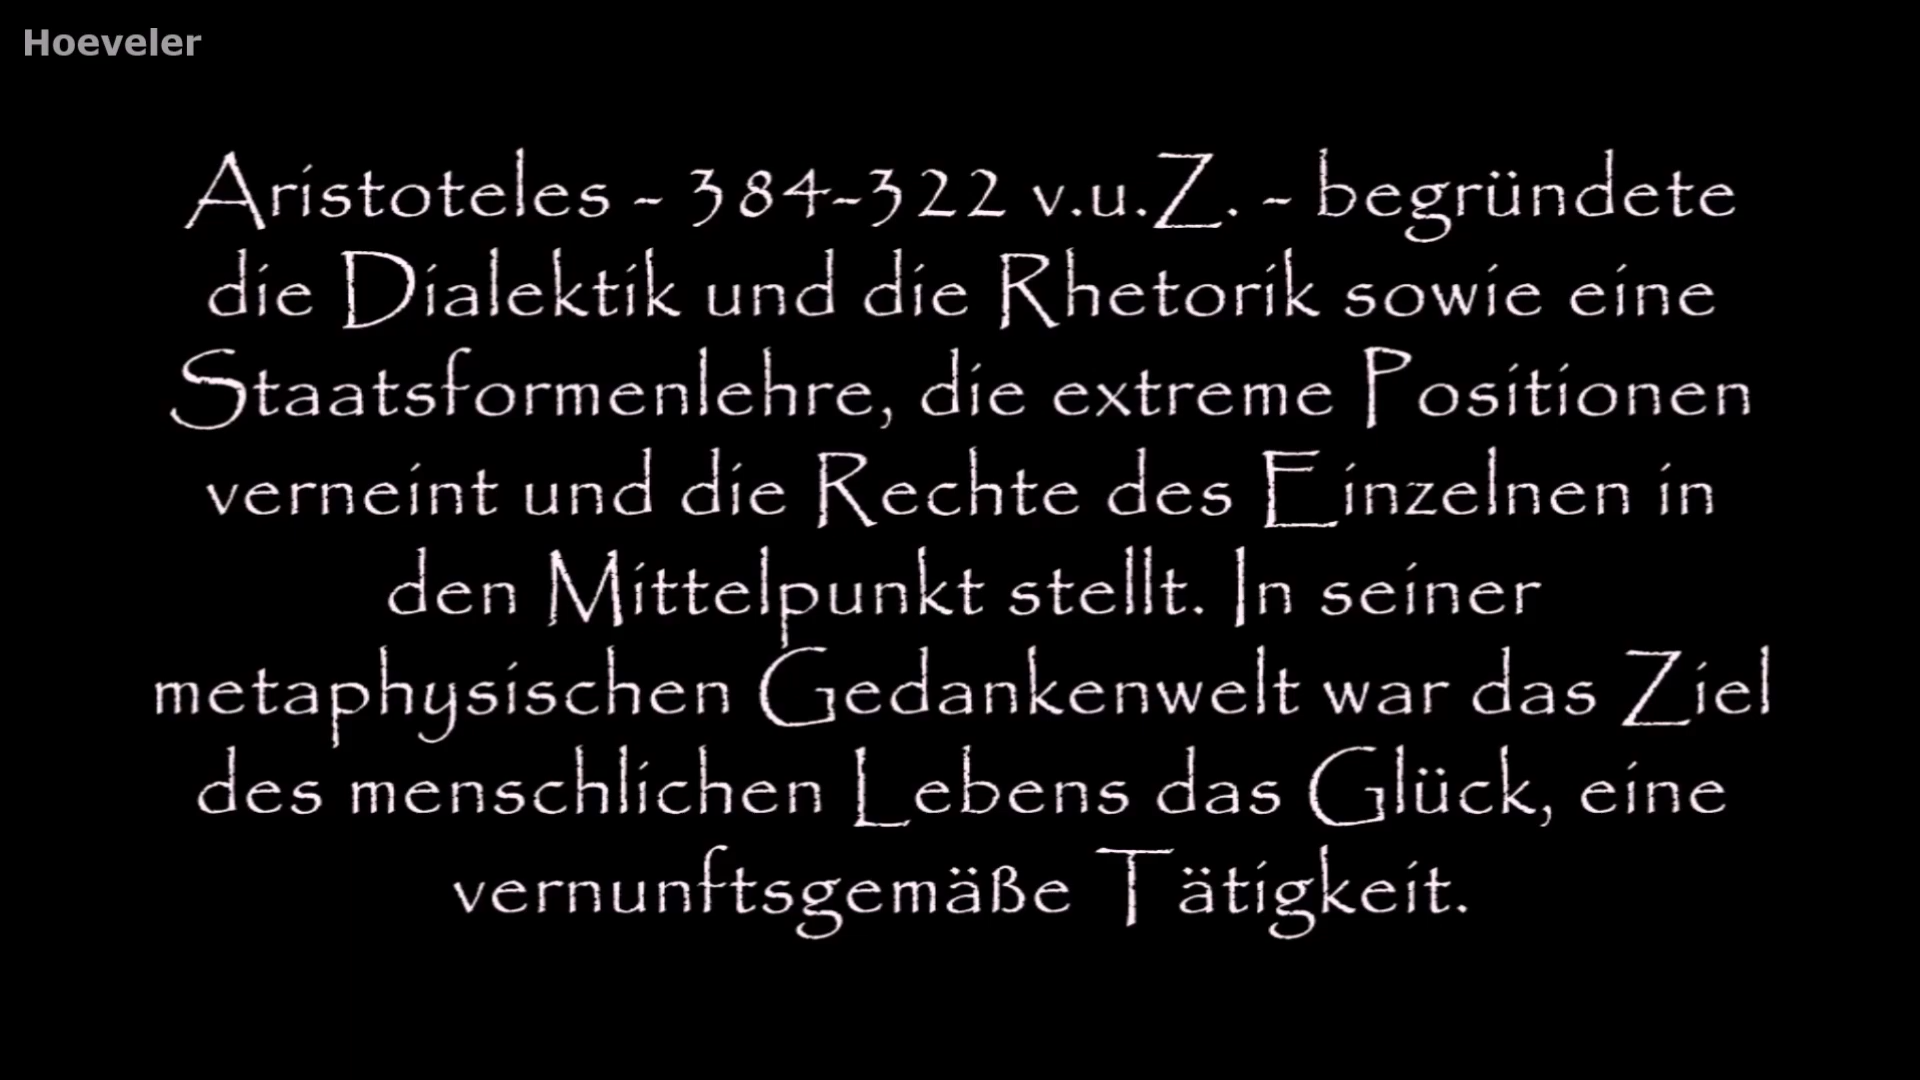 Hoeveler
Aristoteles - 384-322 v.u.Z. - begründete
die Dialektik und die Rhetorik sowie eine
Staatsformenlehre, die extreme Positionen
verneint und die Rechte des Einzelnen in
den Mittelpunkt stellt. In seiner
metaphysischen Gedankenwelt war das Ziel
des menschlichen Lebens das Glück, eine
vernunftsgemäße Tätigkeit.